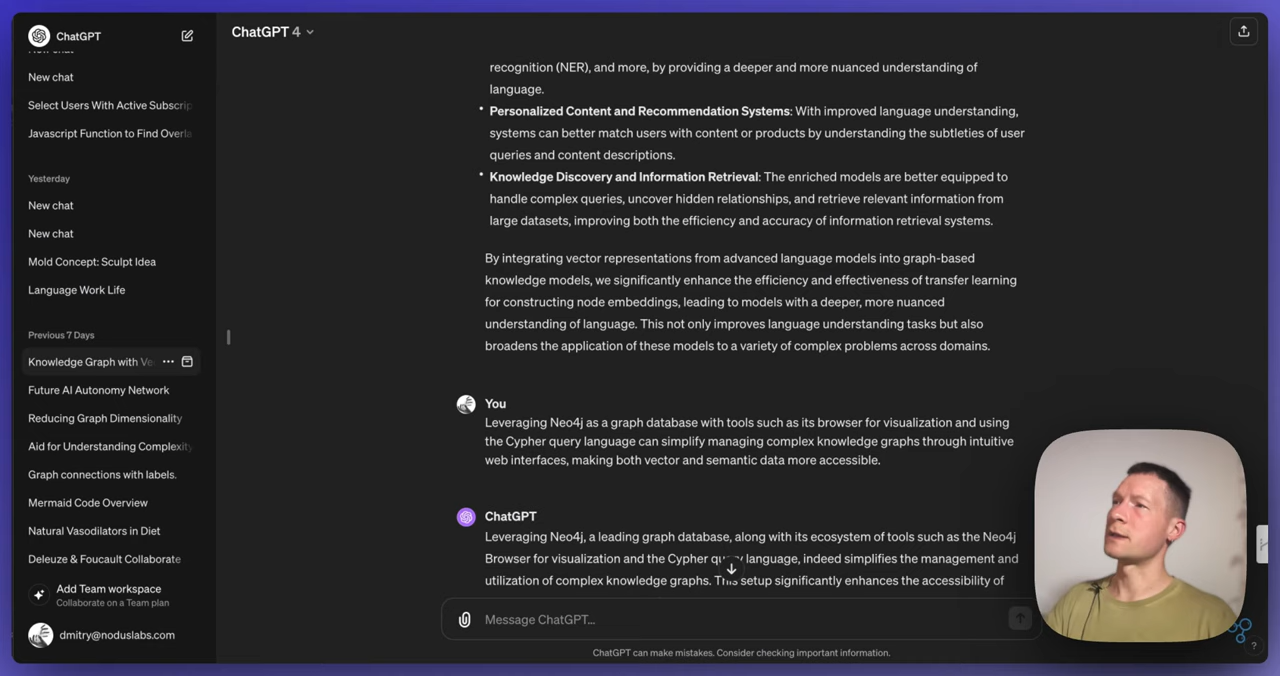 ChatGPT
New chat
Select Users With Active Subscrip
Javascript Function to Find Overla
Yesterday
New chat
New chat
Mold Concept: Sculpt Idea
Language Work Life
Previous 7 Days
Knowledge Graph with Ve
Future AI Autonomy Network
Reducing Graph Dimensionality
Aid for Understanding Complexity
Graph connections with labels.
Mermaid Code Overview
Natural Vasodilators in Diet
Deleuze & Foucault Collaborate
Add Team workspace
Collaborate on a Team plan
dmitry@noduslabs.com
ChatGPT 4
recognition (NER), and more, by providing a deeper and more nuanced understanding of
language.
• Personalized Content and Recommendation Systems: With improved language understanding,
systems can better match users with content or products by understanding the subtleties of user
queries and content descriptions.
• Knowledge Discovery and Information Retrieval: The enriched models are better equipped to
handle complex queries, uncover hidden relationships, and retrieve relevant information from
large datasets, improving both the efficiency and accuracy of information retrieval systems.
By integrating vector representations from advanced language models into graph-based
knowledge models, we significantly enhance the efficiency and effectiveness of transfer learning
for constructing node embeddings, leading to models with a deeper, more nuanced
understanding of language. This not only improves language understanding tasks but also
broadens the application of these models to a variety of complex problems across domains.
You
Leveraging Neo4j as a graph database with tools such as its browser for visualization and using
the Cypher query language can simplify managing complex knowledge graphs through intuitive
web interfaces, making both vector and semantic data more accessible.
ChatGPT
Leveraging Neo4j, a leading graph database, along with its ecosystem of tools such as the Neo4j
Browser for visualization and the Cypher query language, indeed simplifies the management and
utilization of complex knowledge graphs. This setup significantly enhances the accessibility of
Message ChatGPT...
ChatGPT can make mistakes. Consider checking important information.
?